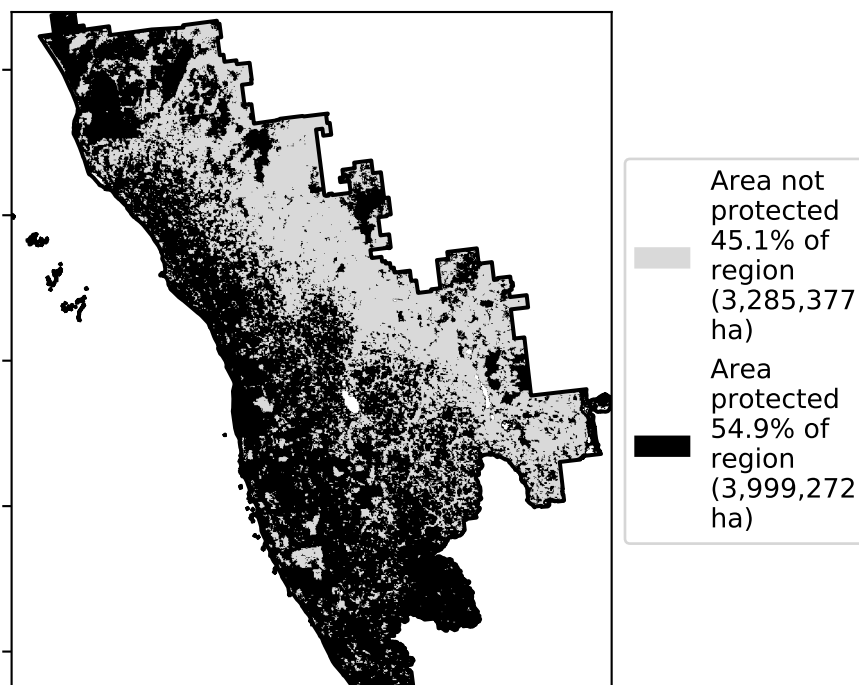 Area not
protected
45.1% of
region
(3,285,377
ha)
Area
protected
54.9% of
region
(3,999,272
ha)